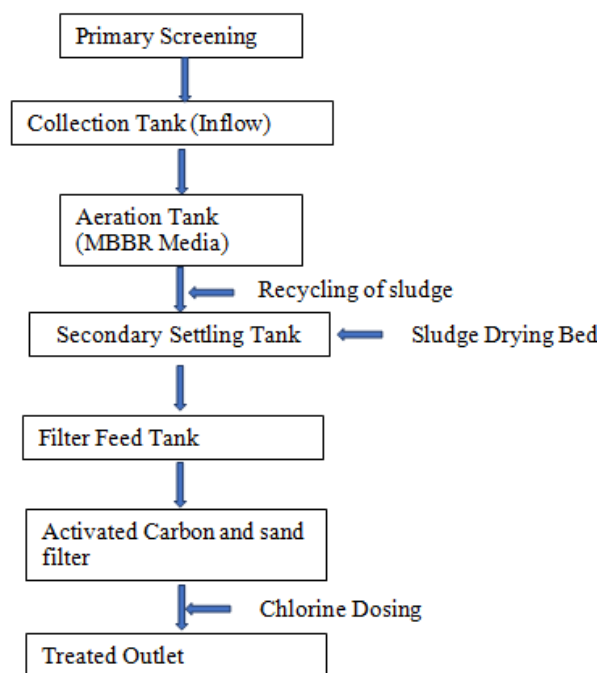 Primary Screening
Collection Tank (Inflow)
Aeration Tank
(MBBR Media)
Recycling of sludge
Secondary Settling Tank
Sludge Drying Bed
Filter Feed Tank
Activated Carbon and sand
filter
Chlorine Dosing
Treated Outlet